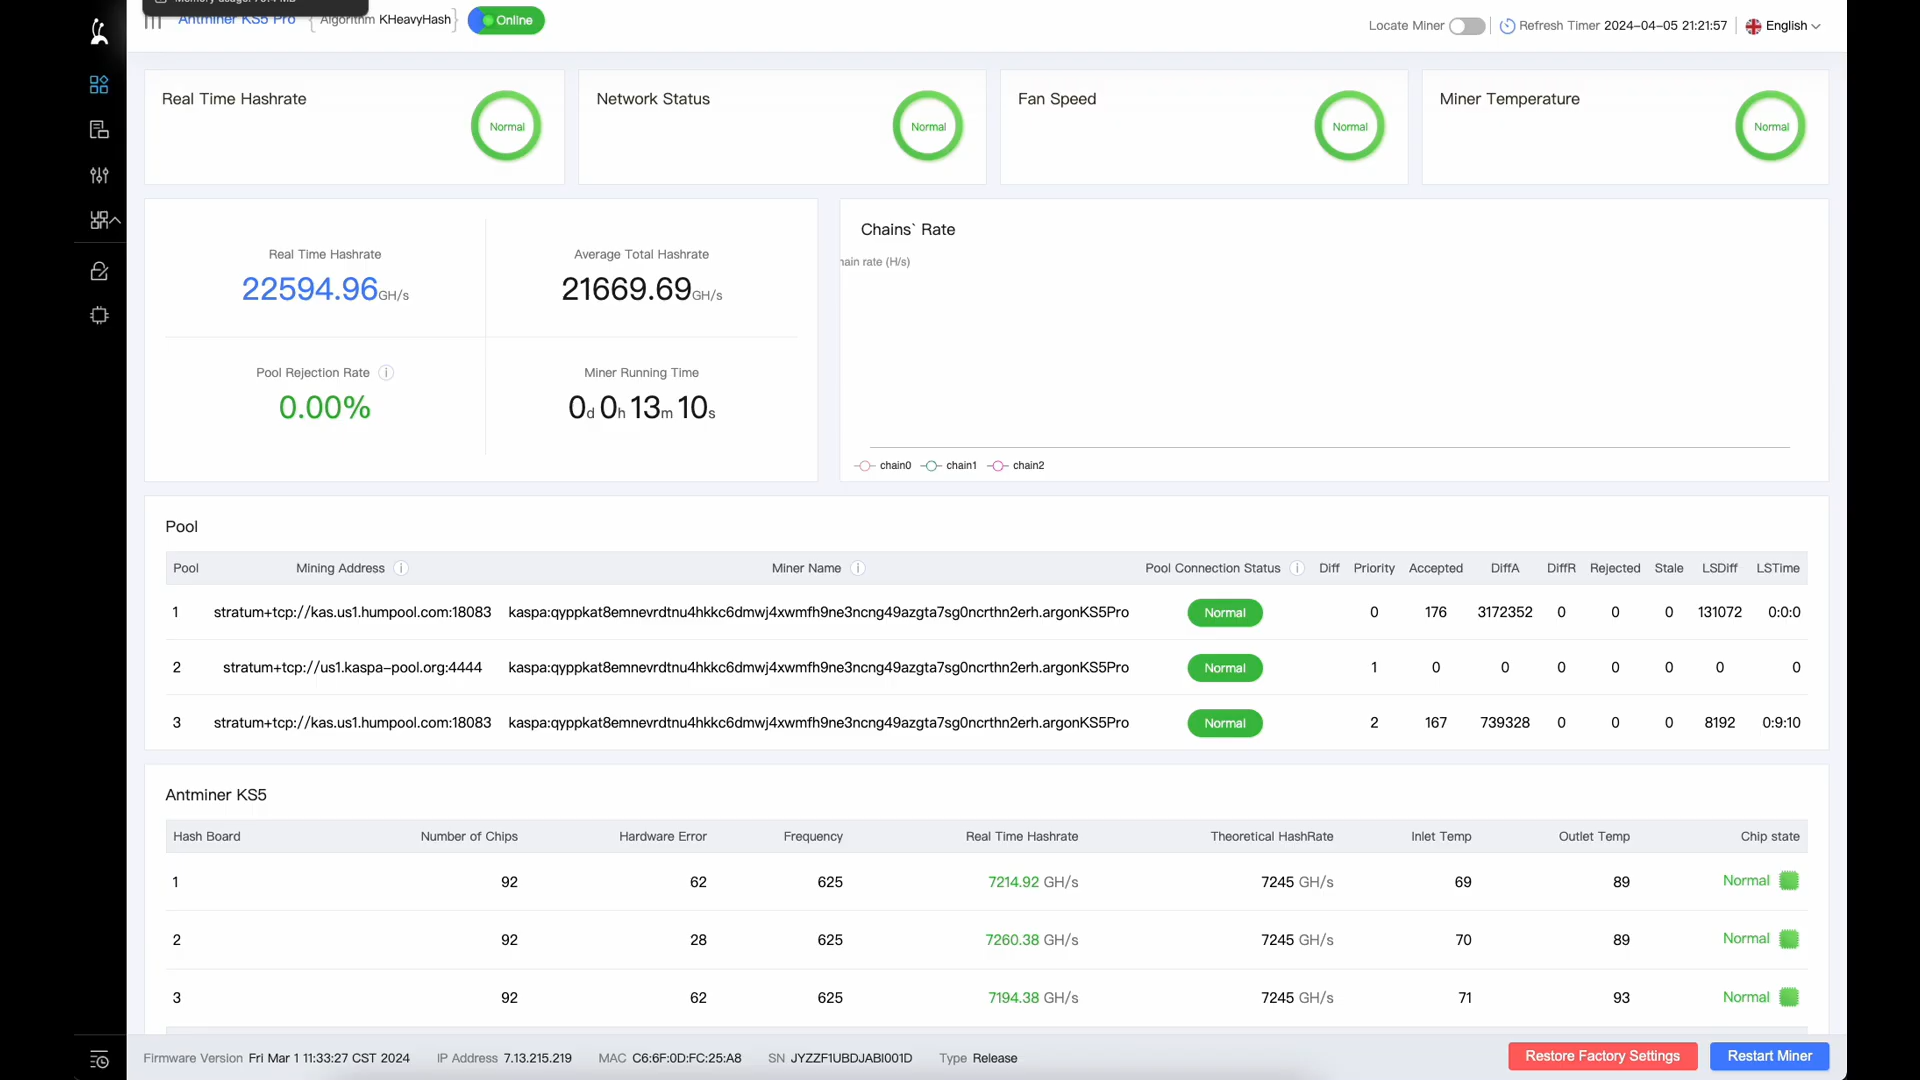 Antminer KS5 Pro { Algorithm KHeavyHash } Online
Locate Miner Refresh Timer 2024-04-05 21:21:57 English
Real Time Hashrate Normal
Network Status Normal
Fan Speed Normal
Miner Temperature Normal
Real Time Hashrate
22594.96GH/s
Average Total Hashrate
21669.69GH/s
Pool Rejection Rate
0.00%
Miner Running Time
0d 0h 13m 10s
Chains` Rate
hain rate (H/s)
chain0 chain1 chain2
Pool
Pool Mining Address Miner Name Pool Connection Status Diff Priority Accepted DiffA DiffR Rejected Stale LSDiff LSTime
1 stratum+tcp://kas.us1.humpool.com:18083 kaspa:qyppkat8emnevrdtnu4hkkc6dmwj4xwmfh9ne3ncng49azgta7sg0ncrthn2erh.argonKS5Pro Normal 0 176 3172352 0 0 0 131072 0:0:0
2 stratum+tcp://us1.kaspa-pool.org:4444 kaspa:qyppkat8emnevrdtnu4hkkc6dmwj4xwmfh9ne3ncng49azgta7sg0ncrthn2erh.argonKS5Pro Normal 1 0 0 0 0 0 0 0
3 stratum+tcp://kas.us1.humpool.com:18083 kaspa:qyppkat8emnevrdtnu4hkkc6dmwj4xwmfh9ne3ncng49azgta7sg0ncrthn2erh.argonKS5Pro Normal 2 167 739328 0 0 0 8192 0:9:10
Antminer KS5
Hash Board Number of Chips Hardware Error Frequency Real Time Hashrate Theoretical HashRate Inlet Temp Outlet Temp Chip state
1 92 62 625 7214.92 GH/s 7245 GH/s 69 89 Normal
2 92 28 625 7260.38 GH/s 7245 GH/s 70 89 Normal
3 92 62 625 7194.38 GH/s 7245 GH/s 71 93 Normal
Firmware Version Fri Mar 1 11:33:27 CST 2024 IP Address 7.13.215.219 MAC C6:6F:0D:FC:25:A8 SN JYZZF1UBDJABI001D Type Release Restore Factory Settings Restart Miner